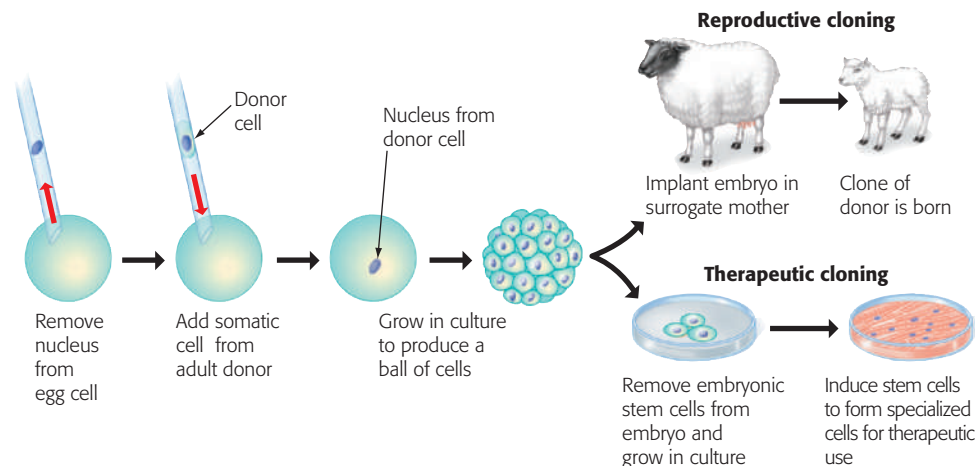 Reproductive cloning
Donor
cell
Nucleus from
donor cell
Implant embryo in
surrogate mother
Clone of
donor is born
Remove
nucleus
from
egg cell
Add somatic
cell from
adult donor
Grow in culture
to produce a
ball of cells
Therapeutic cloning
Remove embryonic
stem cells from
embryo and
grow in culture
Induce stem cells
to form specialized
cells for therapeutic
use